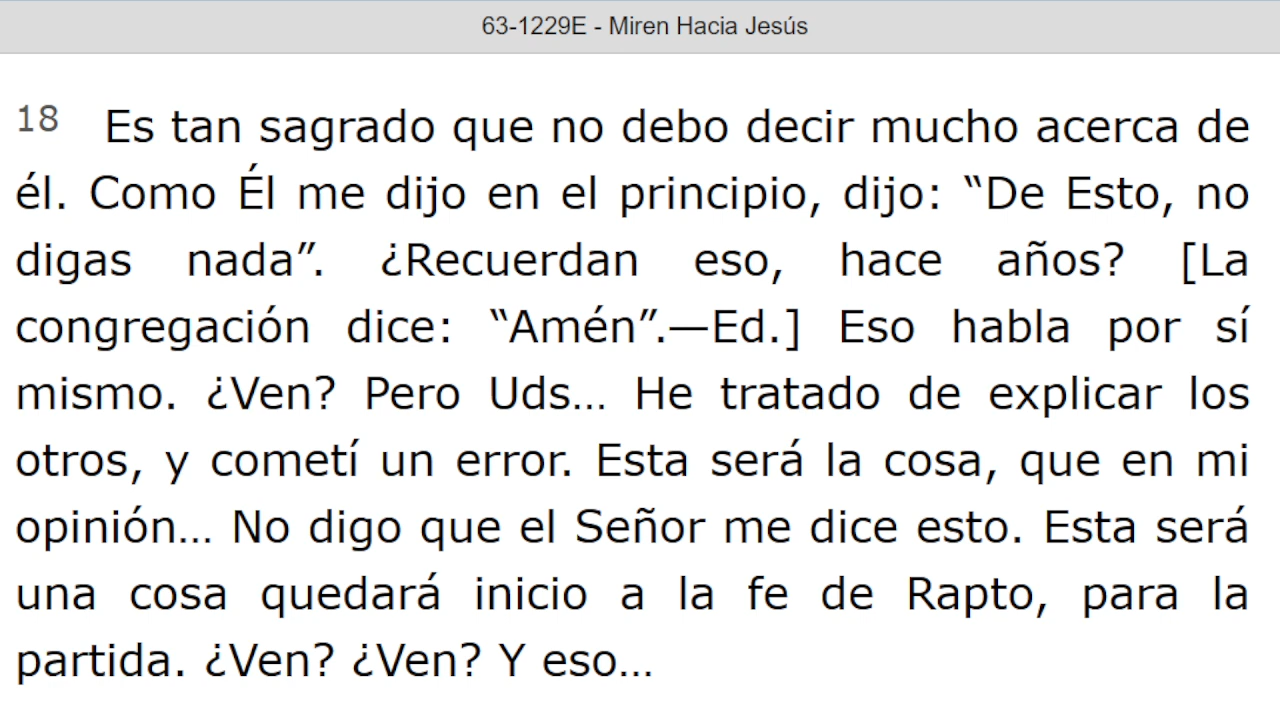 63-1229E - Miren Hacia Jesús
18 Es tan sagrado que no debo decir mucho acerca de
él. Como Él me dijo en el principio, dijo: “De Esto, no
digas nada”. ¿Recuerdan eso, hace años? [La
congregación dice: “Amén”.—Ed.] Eso habla por sí
mismo. ¿Ven? Pero Uds... He tratado de explicar los
otros, y cometí un error. Esta será la cosa, que en mi
opinión... No digo que el Señor me dice esto. Esta será
una cosa quedará inicio a la fe de Rapto, para la
partida. ¿Ven? ¿Ven? Y eso...